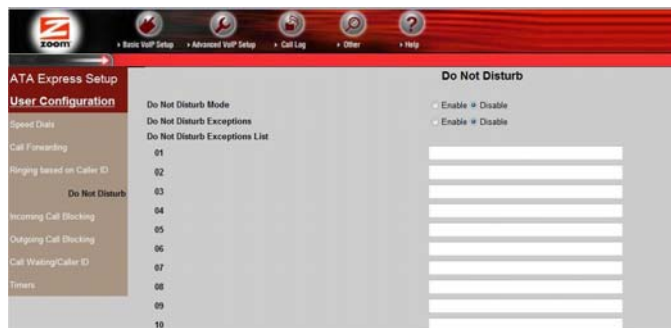 ZOOM
Basic VoIP Setup
Advanced VoIP Setup
Call Log
Other
Help
ATA Express Setup
User Configuration
Speed Dials
Call Forwarding
Ringing based on Caller ID
Do Not Disturb
Incoming Call Blocking
Outgoing Call Blocking
Call Waiting/Caller ID
Timers
Do Not Disturb
Do Not Disturb Mode Enable Disable
Do Not Disturb Exceptions Enable Disable
Do Not Disturb Exceptions List
01
02
03
04
05
06
07
08
09
10